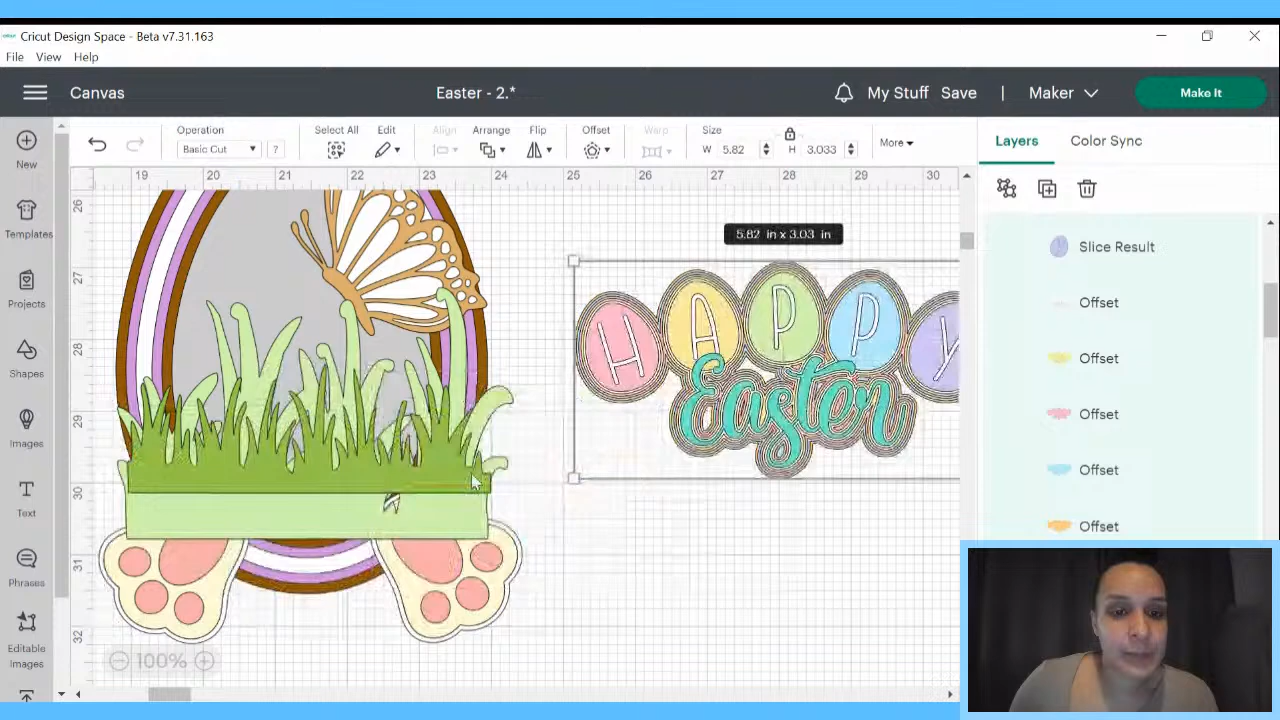 Cricut Design Space - Beta v7.31.163
File View Help
Canvas
Easter - 2.*
My Stuff Save | Maker
Make It
New
Templates
Projects
Shapes
Images
Text
Phrases
Editable
Images
Operation
Basic Cut
?
Select All
Edit
Align
Arrange
Flip
Offset
Warp
Size
W 5.82
H 3.033
More
19 20 21 22 23 24 25 26 27 28 29 30
26
27
28
29
30
31
32
5.82 in x 3.03 in
HAPPY
Easter
100%
Layers
Color Sync
Slice Result
Offset
Offset
Offset
Offset
Offset